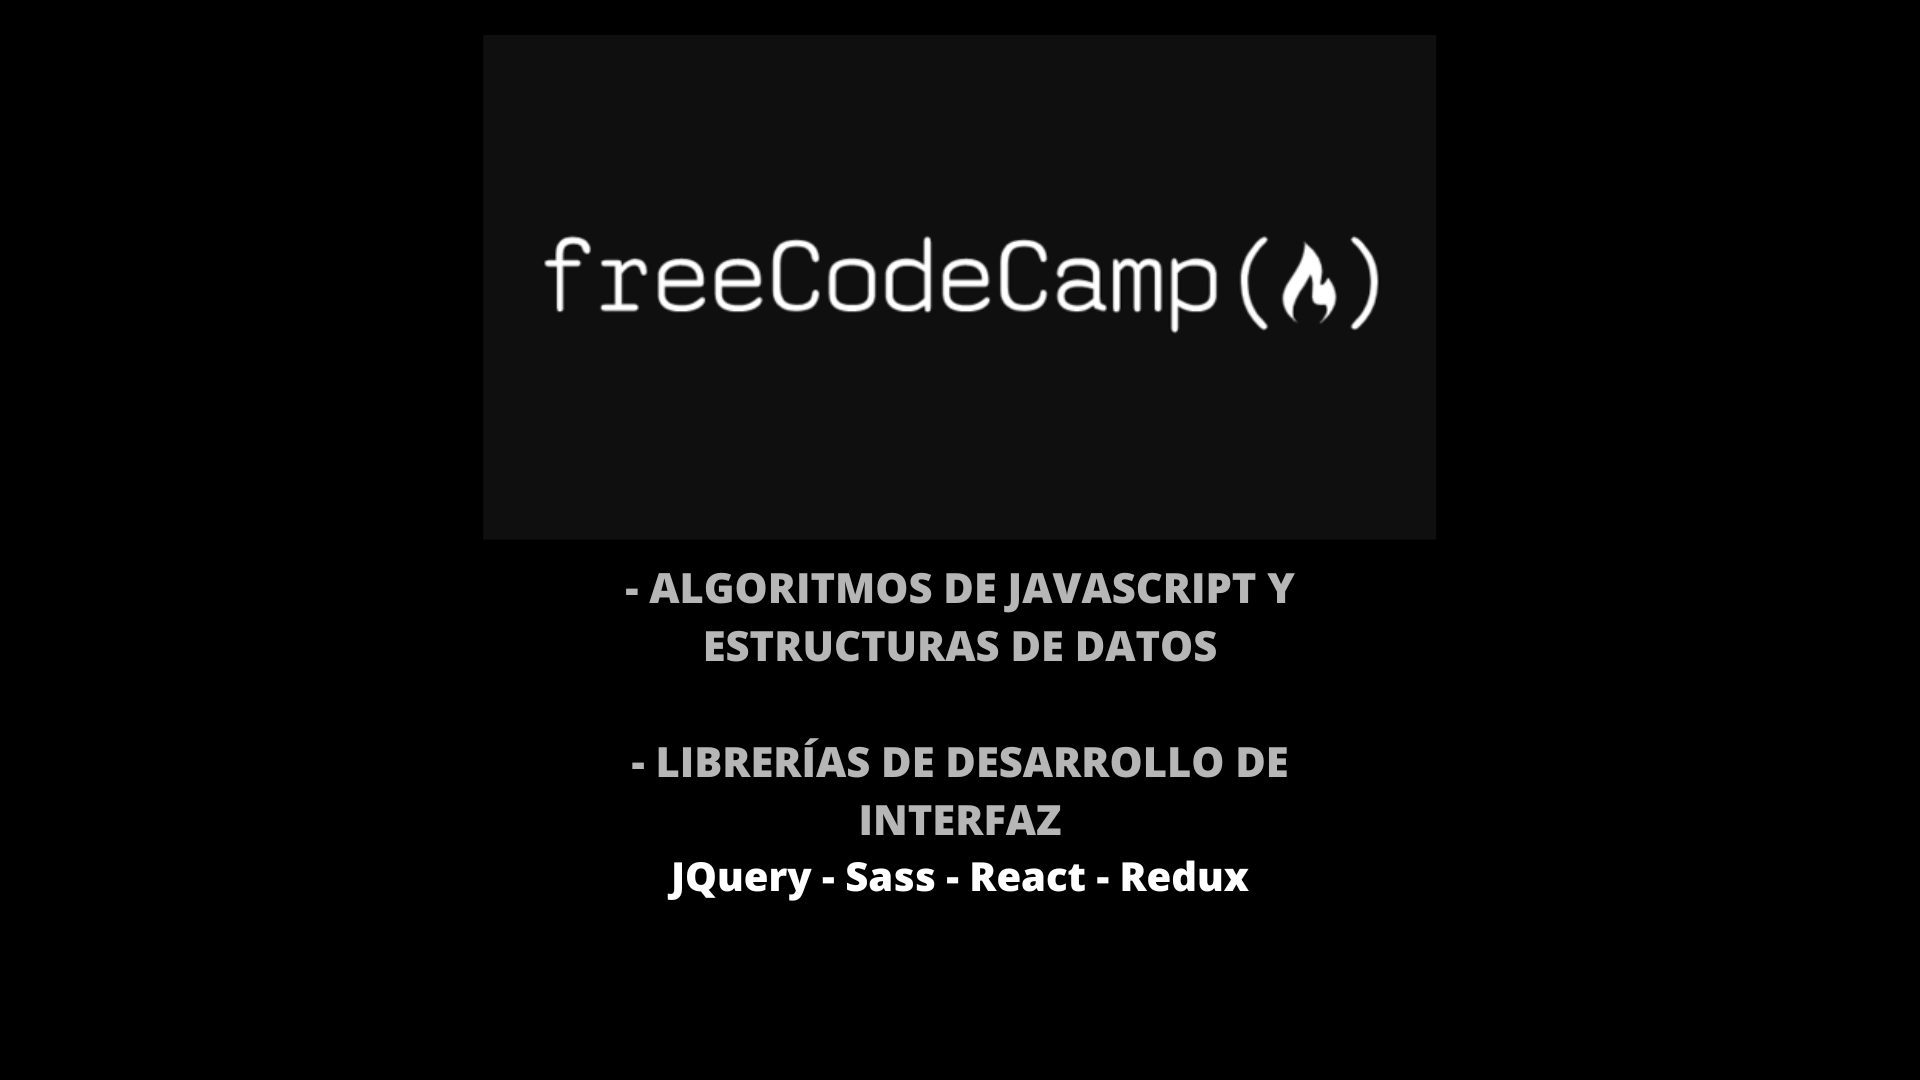 freeCodeCamp()
- ALGORITMOS DE JAVASCRIPT Y
ESTRUCTURAS DE DATOS
- LIBRERÍAS DE DESARROLLO DE
INTERFAZ
JQuery - Sass - React - Redux